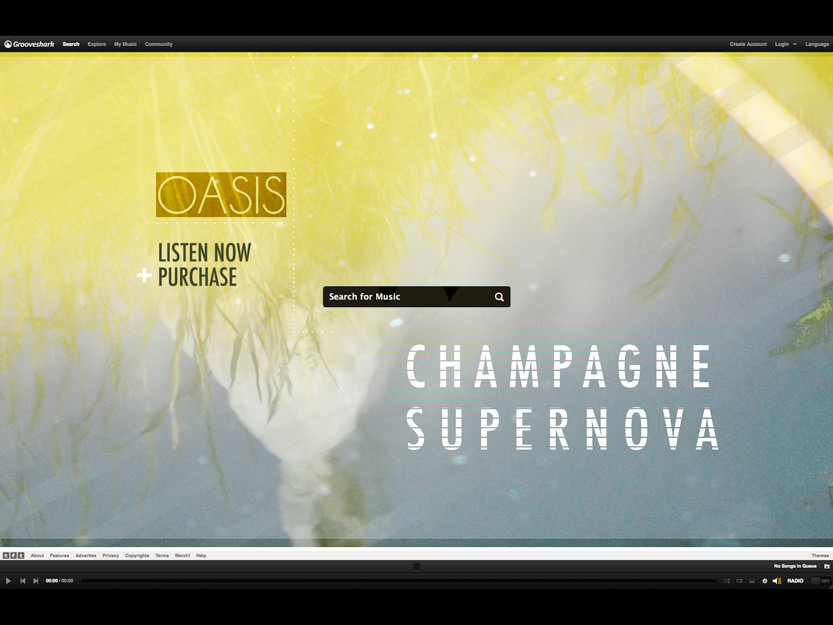 Grooveshark Search Explore My Music Community Create Account Login Language
OASIS
LISTEN NOW
+ PURCHASE
Search for Music
CHAMPAGNE
SUPERNOVA
t f t About Features Advertise Privacy Copyrights Terms Merch! Help Themes
No Songs in Queue
00:00 / 00:00 RADIO OFF